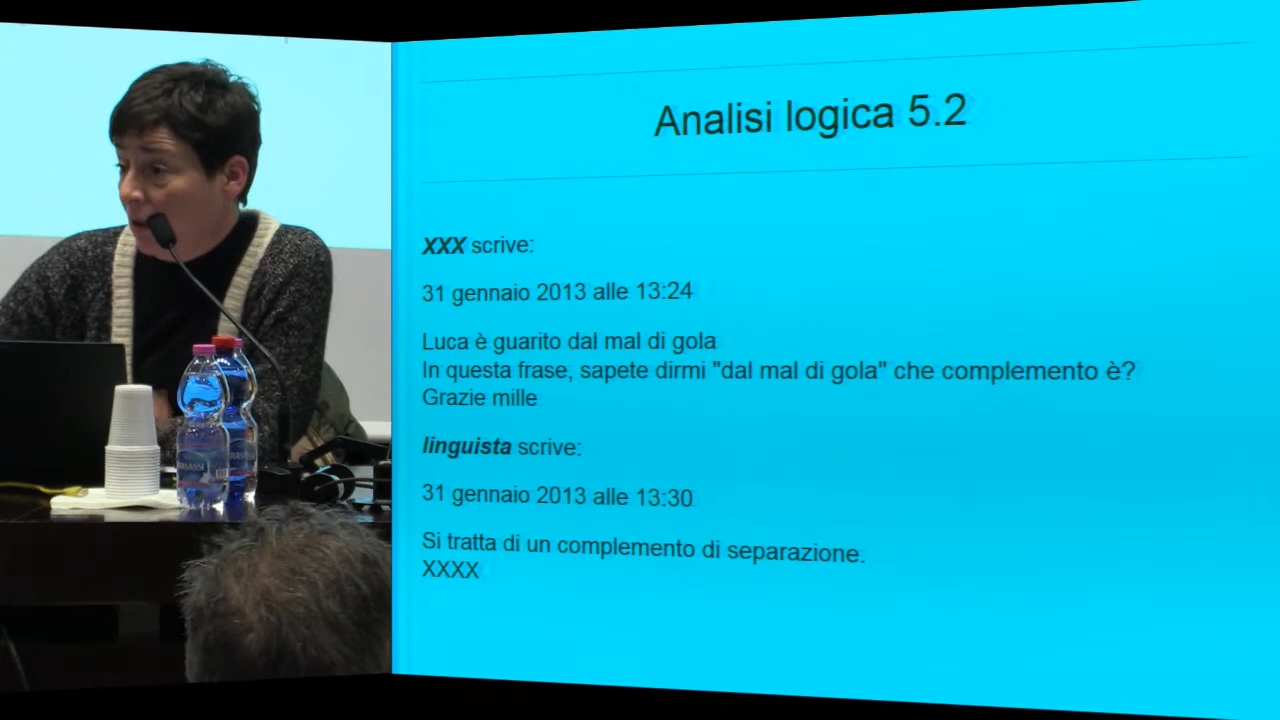 Analisi logica 5.2
XXX scrive:
31 gennaio 2013 alle 13:24
Luca è guarito dal mal di gola
In questa frase, sapete dirmi "dal mal di gola" che complemento è?
Grazie mille
linguista scrive:
31 gennaio 2013 alle 13:30
Si tratta di un complemento di separazione.
XXXX